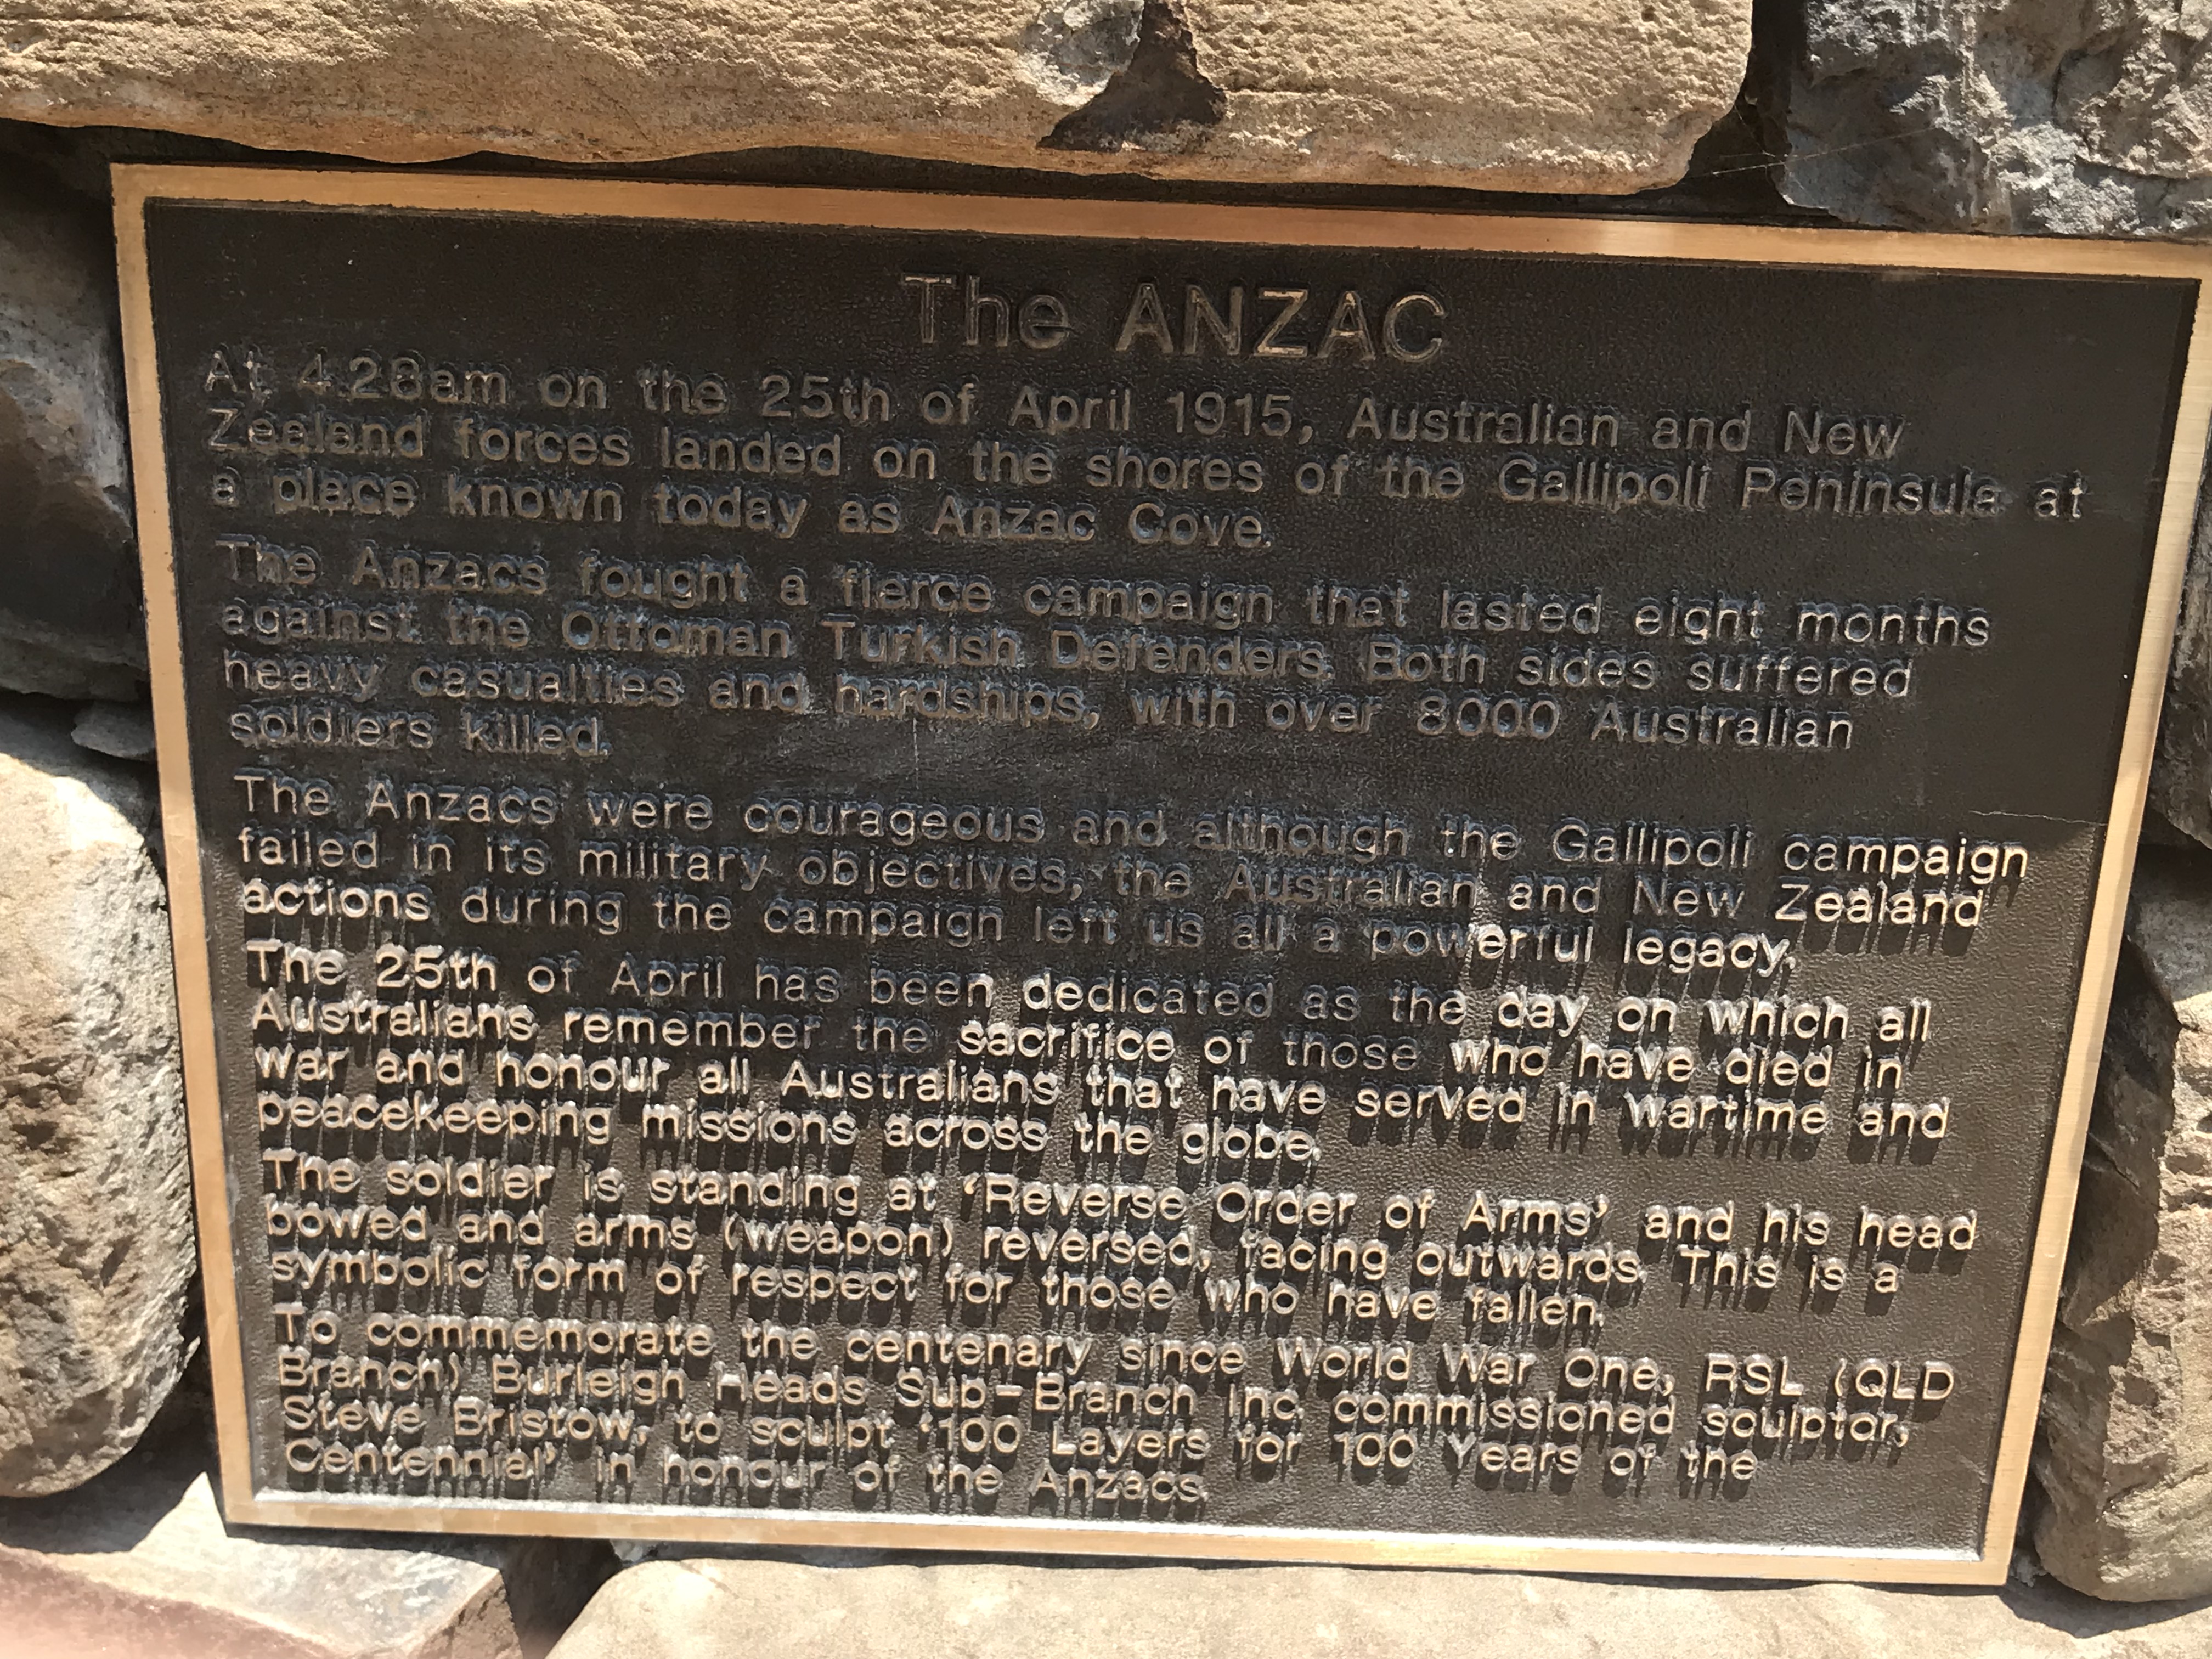 The ANZAC
At 4.28am on the 25th of April 1915, Australian and New
Zealand forces landed on the shores of the Gallipoli Peninsula at
a place known today as Anzac Cove.
The Anzacs fought a fierce campaign that lasted eight months
against the Ottoman Turkish Defenders. Both sides suffered
heavy casualties and hardships, with over 8000 Australian
soldiers killed.
The Anzacs were courageous and although the Gallipoli campaign
failed in its military objectives, the Australian and New Zealand
actions during the campaign left us all a powerful legacy.
The 25th of April has been dedicated as the day on which all
Australians remember the sacrifice of those who have died in
war and honour all Australians that have served in wartime and
peacekeeping missions across the globe.
The soldier is standing at ‘Reverse Order of Arms’ and his head
bowed and arms (weapon) reversed, facing outwards. This is a
symbolic form of respect for those who have fallen.
To commemorate the centenary since World War One, RSL (QLD
Branch) Burleigh Heads Sub-Branch Inc. commissioned sculptor,
Steve Bristow, to sculpt ‘100 Layers for 100 Years of the
Centennial’ in honour of the Anzacs.